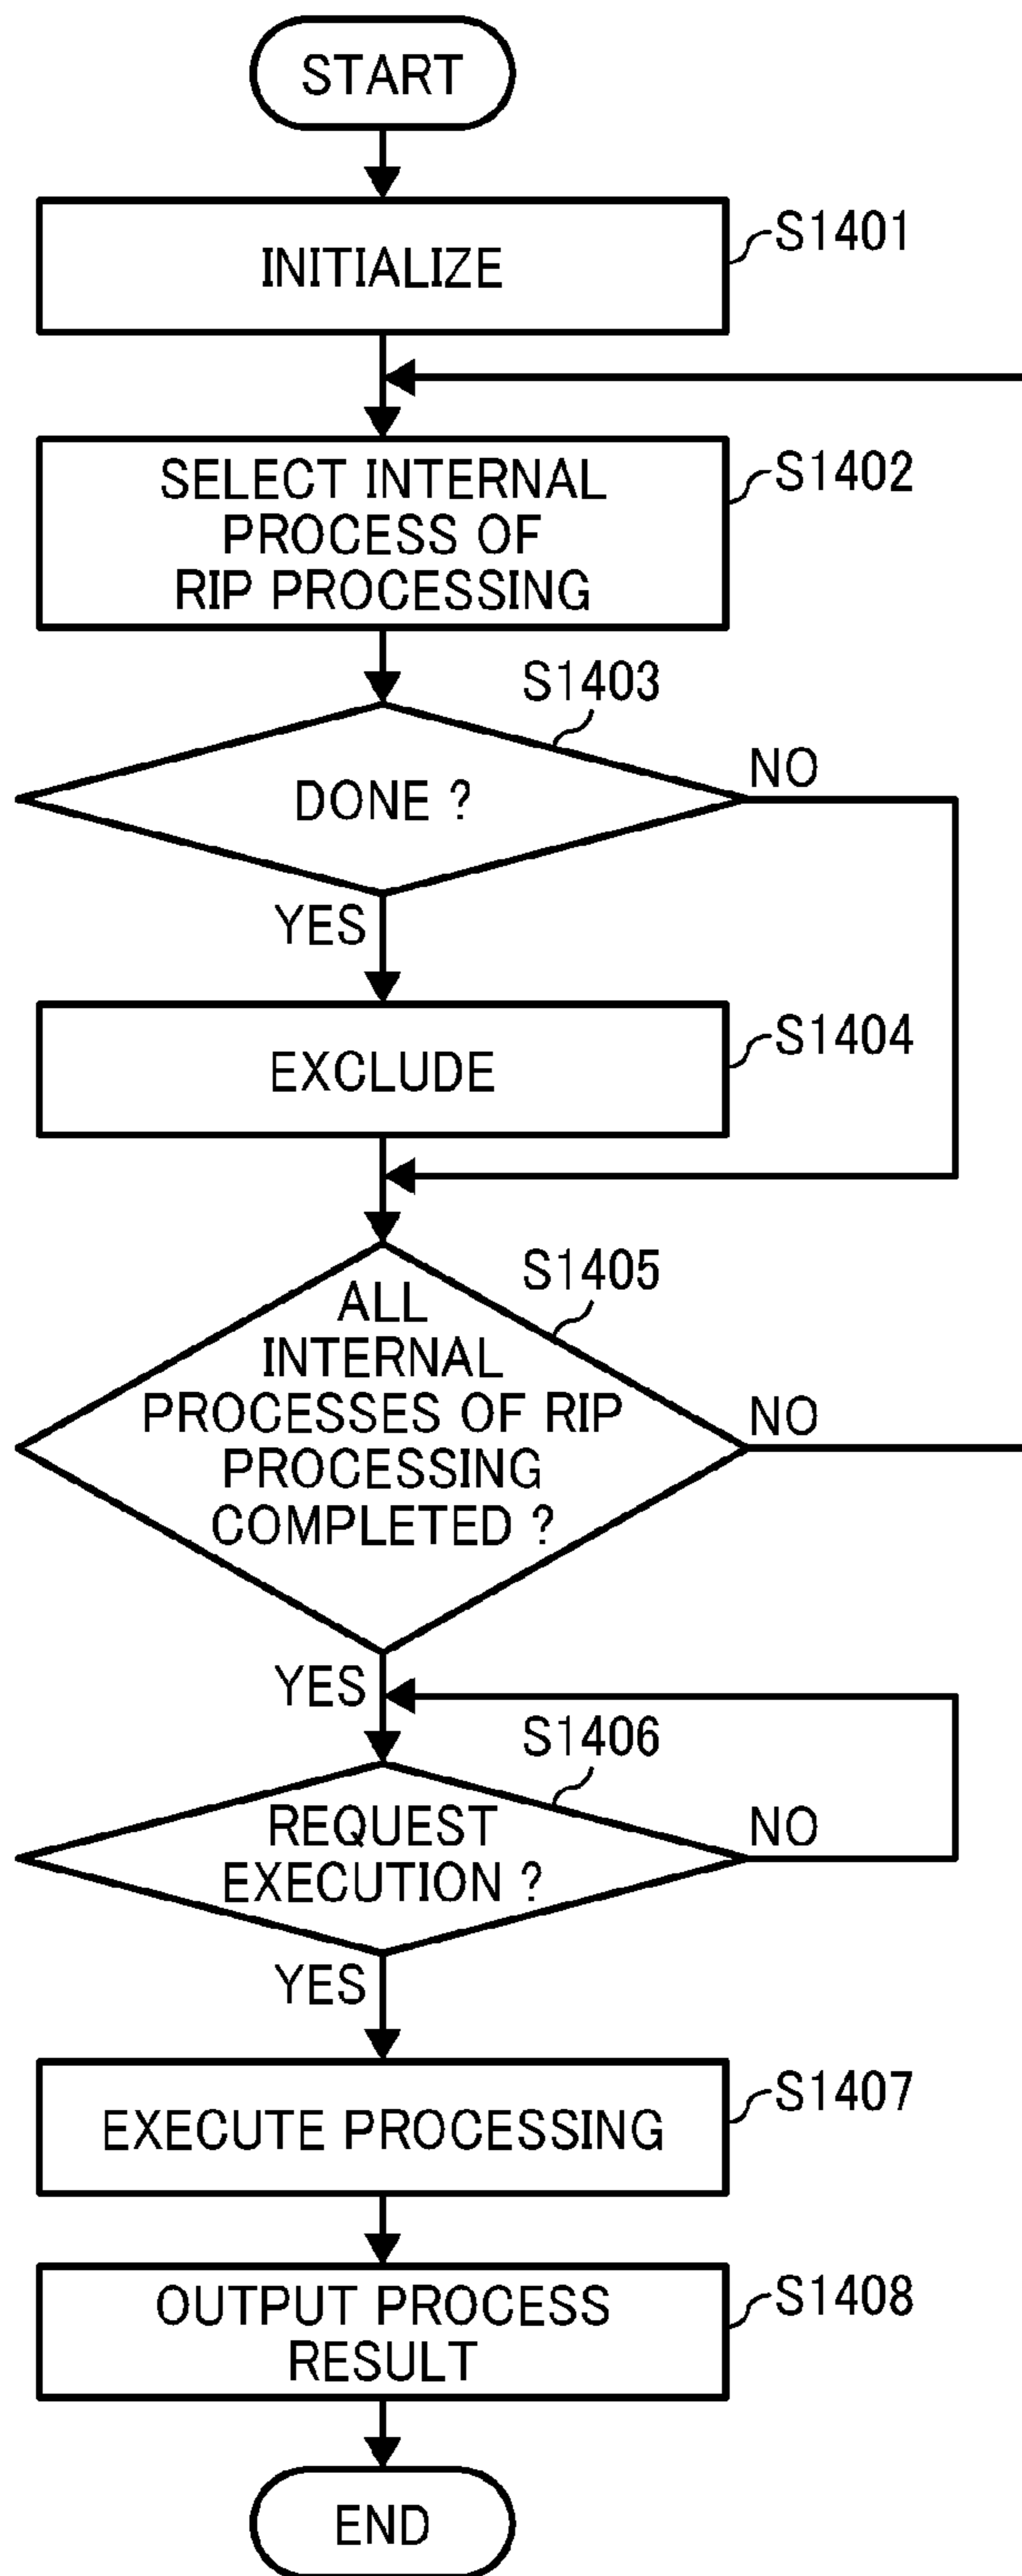 START
INITIALIZE
S1401
SELECT INTERNAL
PROCESS OF
RIP PROCESSING
S1402
S1403
DONE ?
NO
YES
EXCLUDE
S1404
S1405
ALL
INTERNAL
PROCESSES OF RIP
PROCESSING
COMPLETED ?
NO
YES
S1406
REQUEST
EXECUTION ?
NO
YES
EXECUTE PROCESSING
S1407
OUTPUT PROCESS
RESULT
S1408
END